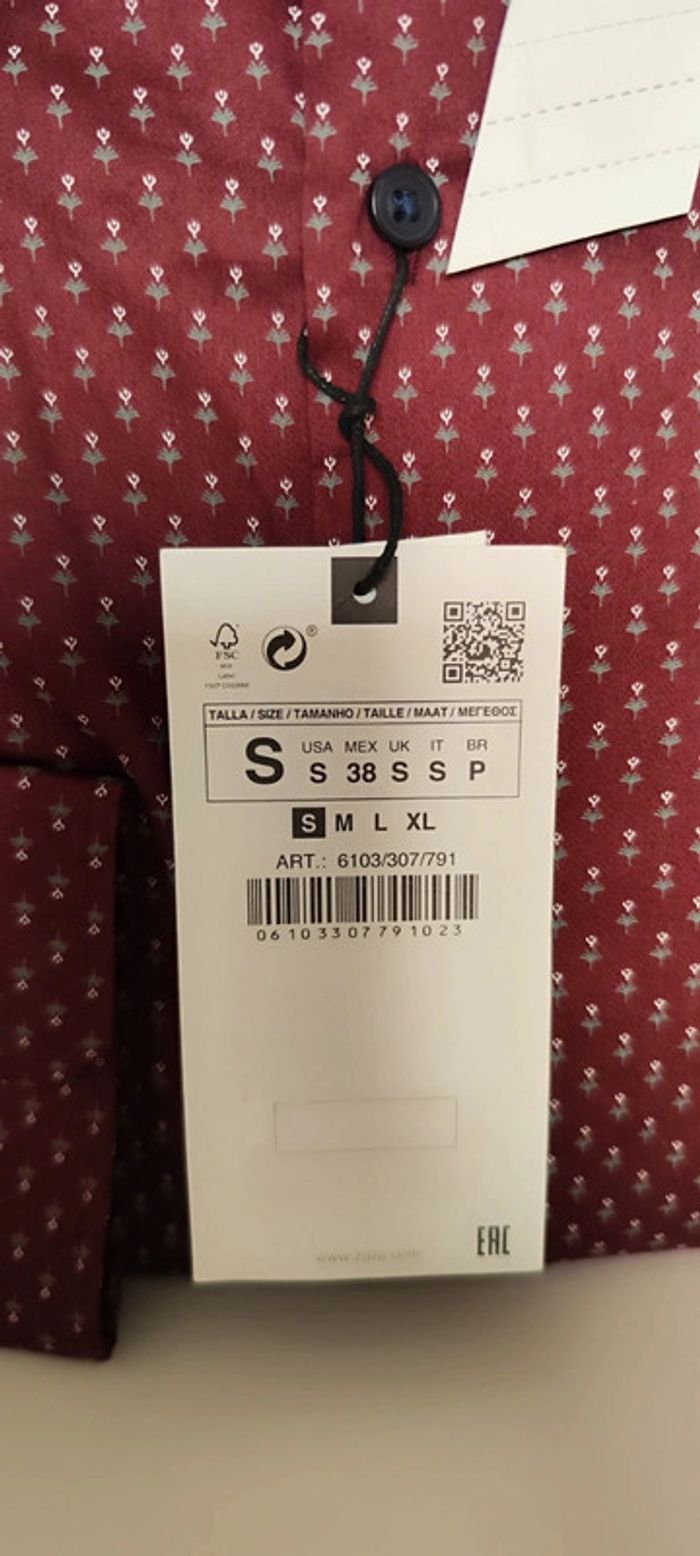 FSC
®
TALLA / SIZE / TAMANHO / TAILLE / MAAT / ΜΕΓΕΘΟΣ
S
USA MEX UK IT BR
S 38 S S P
S M L XL
ART.: 6103/307/791
06103307791023
www.zara.com
EAC